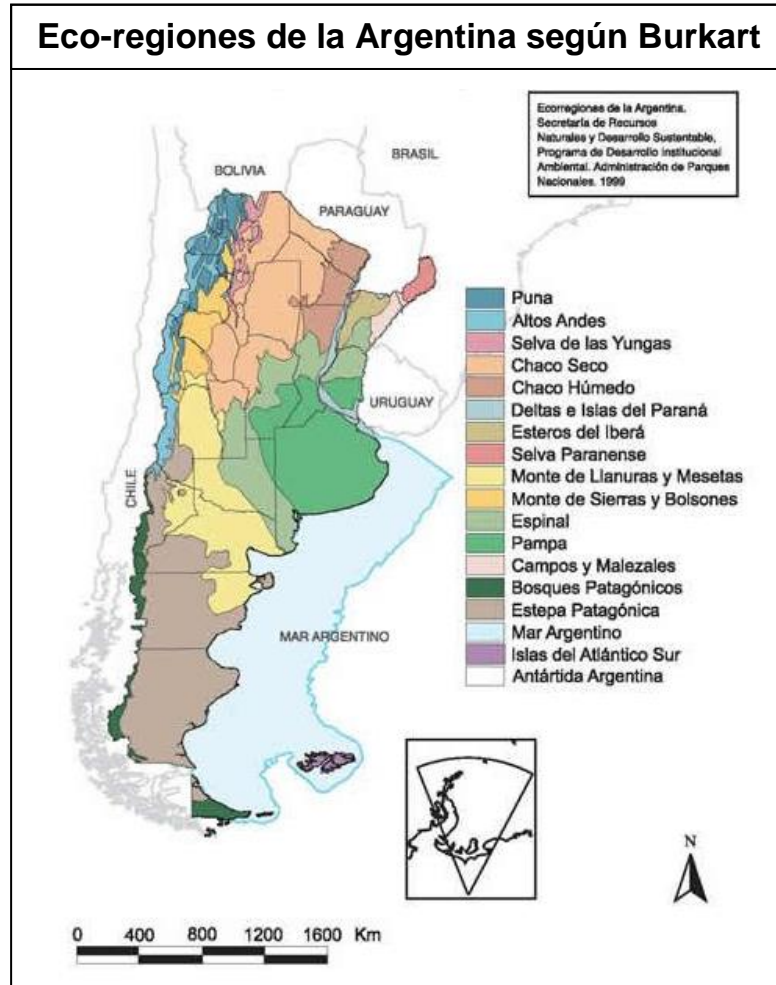 Eco-regiones de la Argentina según Burkart
Ecorregiones de la Argentina.
Secretaría de Recursos
Naturales y Desarrollo Sustentable,
Programa de Desarrollo Institucional
Ambiental. Administración de Parques
Nacionales. 1999
BRASIL
BOLIVIA
PARAGUAY
URUGUAY
CHILE
MAR ARGENTINO
Puna
Altos Andes
Selva de las Yungas
Chaco Seco
Chaco Húmedo
Deltas e Islas del Paraná
Esteros del Iberá
Selva Paranense
Monte de Llanuras y Mesetas
Monte de Sierras y Bolsones
Espinal
Pampa
Campos y Malezales
Bosques Patagónicos
Estepa Patagónica
Mar Argentino
Islas del Atlántico Sur
Antártida Argentina
N
0 400 800 1200 1600 Km